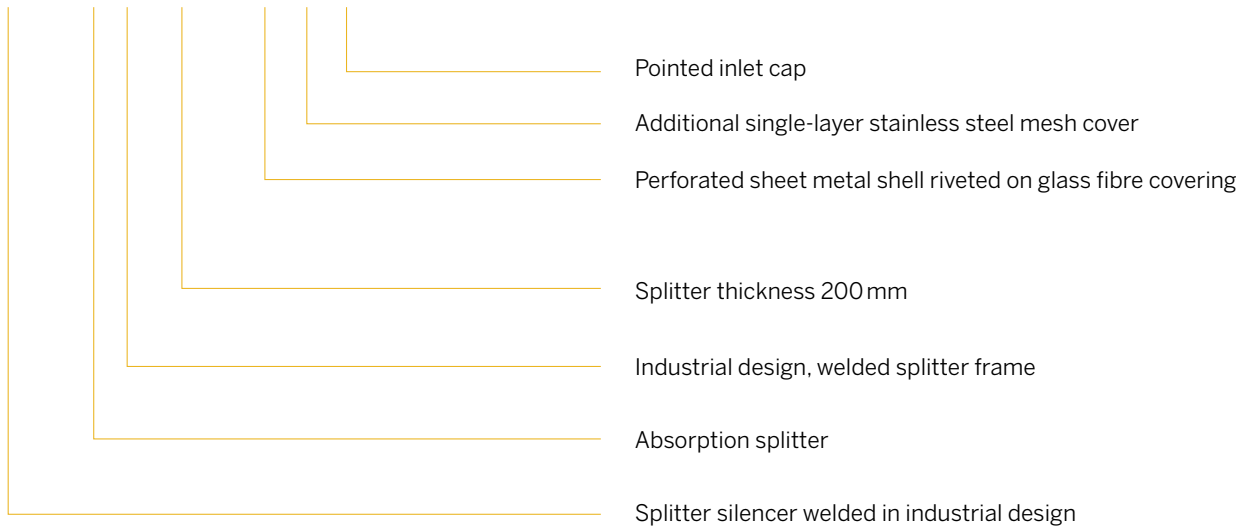 Pointed inlet cap
Additional single-layer stainless steel mesh cover
Perforated sheet metal shell riveted on glass fibre covering
Splitter thickness 200 mm
Industrial design, welded splitter frame
Absorption splitter
Splitter silencer welded in industrial design